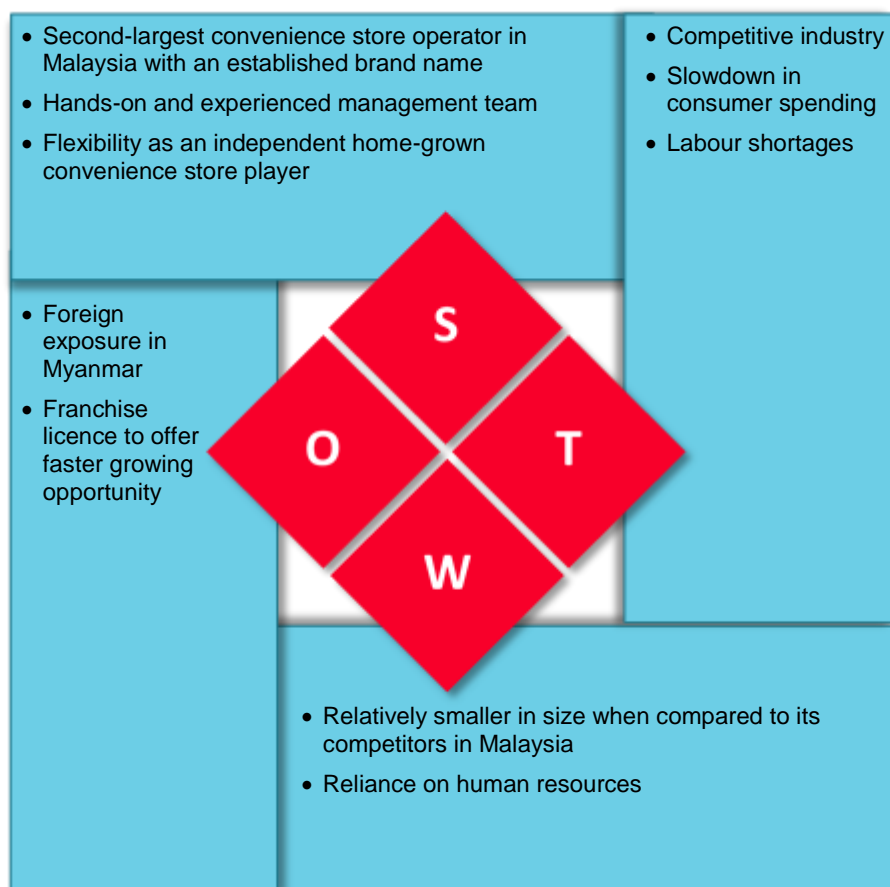 • Second-largest convenience store operator in
Malaysia with an established brand name
• Hands-on and experienced management team
• Flexibility as an independent home-grown
convenience store player
• Competitive industry
• Slowdown in
consumer spending
• Labour shortages
• Foreign
exposure in
Myanmar
• Franchise
licence to offer
faster growing
opportunity
S
O
T
W
• Relatively smaller in size when compared to its
competitors in Malaysia
• Reliance on human resources